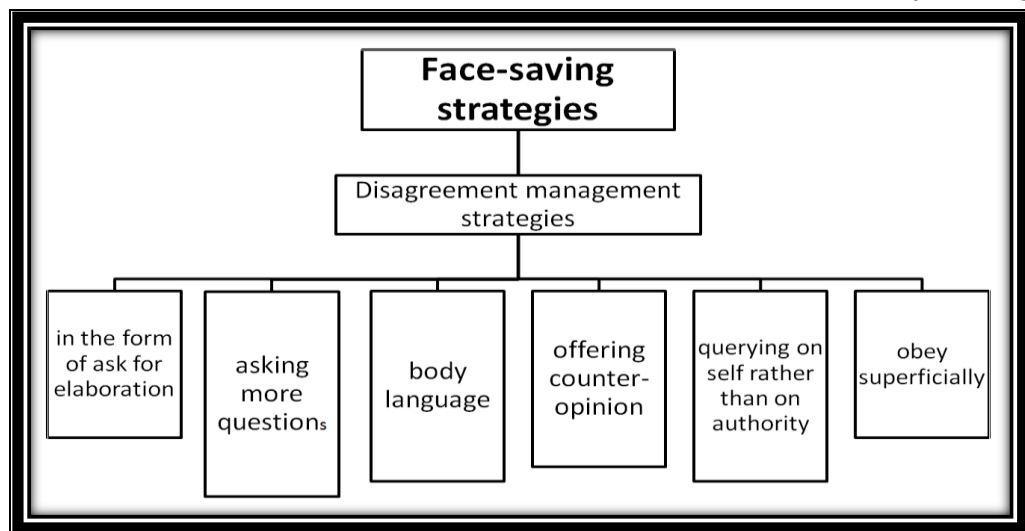 Face-saving
strategies
Disagreement management
strategies
in the form
of ask for
elaboration
asking
more
questions
body
language
offering
counter-
opinion
querying on
self rather
than on
authority
obey
superficially